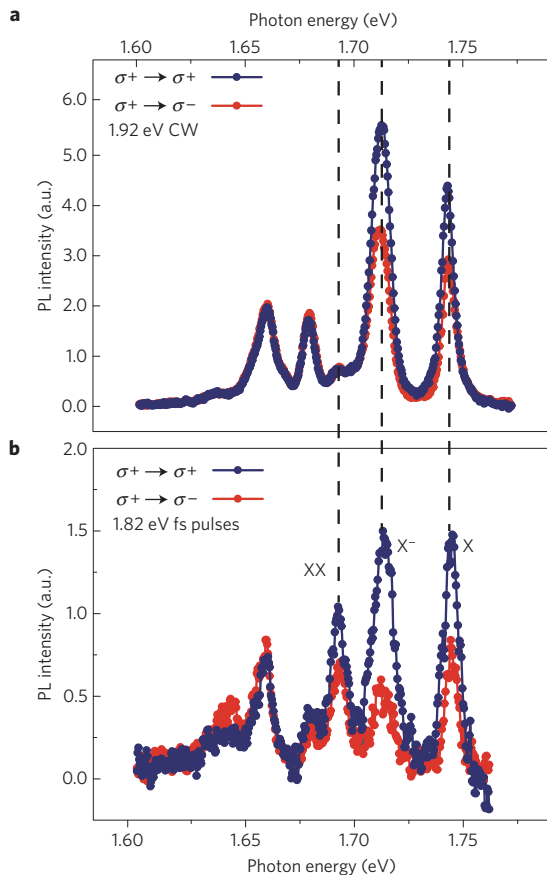 a
Photon energy (eV)
1.60 1.65 1.70 1.75
σ+ → σ+
σ+ → σ−
1.92 eV CW
6.0
5.0
4.0
3.0
2.0
1.0
0.0
PL intensity (a.u.)
b
2.0
1.5
1.0
0.5
0.0
PL intensity (a.u.)
σ+ → σ+
σ+ → σ−
1.82 eV fs pulses
XX
X−
X
1.60 1.65 1.70 1.75
Photon energy (eV)